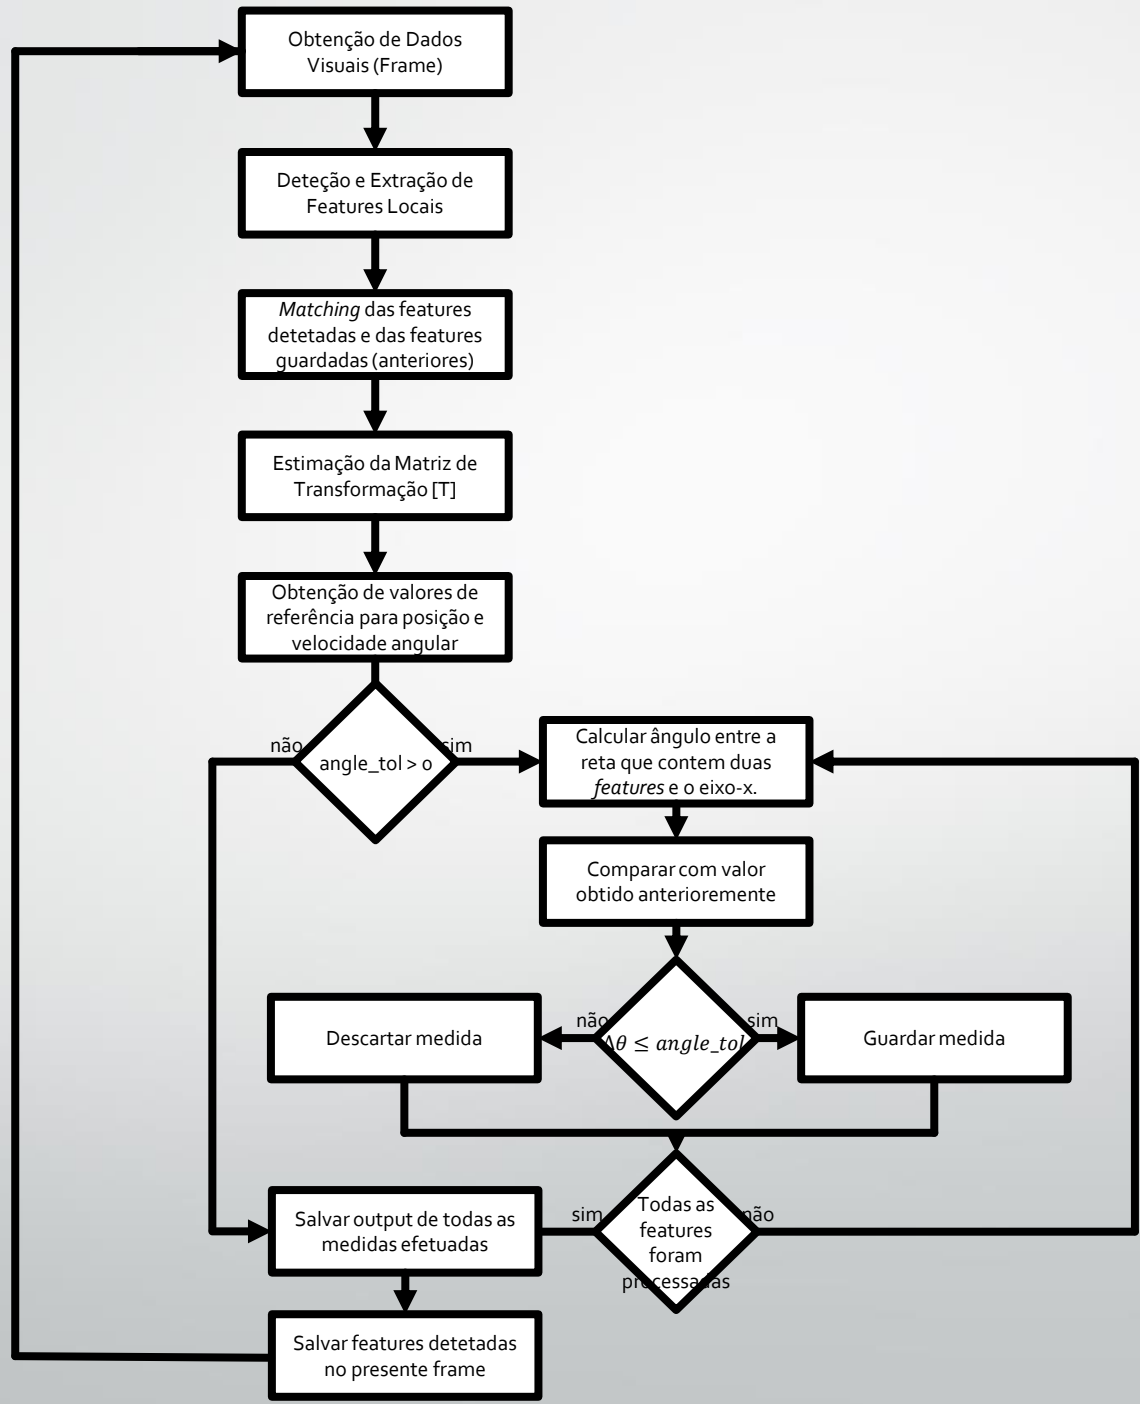 Obtenção de Dados
Visuais (Frame)
Deteção e Extração de
Features Locais
Matching das features
detetadas e das features
guardadas (anteriores)
Estimação da Matriz de
Transformação [T]
Obtenção de valores de
referência para posição e
velocidade angular
não
angle_tol > 0
sim
Calcular ângulo entre a
reta que contem duas
features e o eixo-x.
Comparar com valor
obtido anterioremente
Descartar medida
não
Δθ ≤ angle_tol
sim
Guardar medida
Salvar output de todas as
medidas efetuadas
sim
Todas as
features
foram
processadas
não
Salvar features detetadas
no presente frame